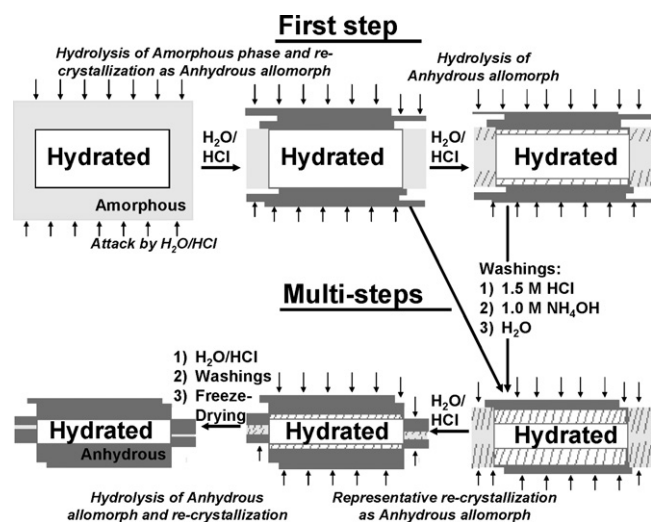 First step
Hydrolysis of Amorphous phase and re-
crystallization as Anhydrous allomorph
Hydrolysis of
Anhydrous allomorph
Hydrated
Amorphous
Attack by H₂O/HCl
H₂O/
HCl
Hydrated
H₂O/
HCl
Hydrated
Washings:
1) 1.5 M HCl
2) 1.0 M NH₄OH
3) H₂O
Multi-steps
Hydrated
Anhydrous
1) H₂O/HCl
2) Washings
3) Freeze-
Drying
Hydrated
H₂O/
HCl
Hydrated
Hydrolysis of Anhydrous
allomorph and re-crystallization
Representative re-crystallization
as Anhydrous allomorph